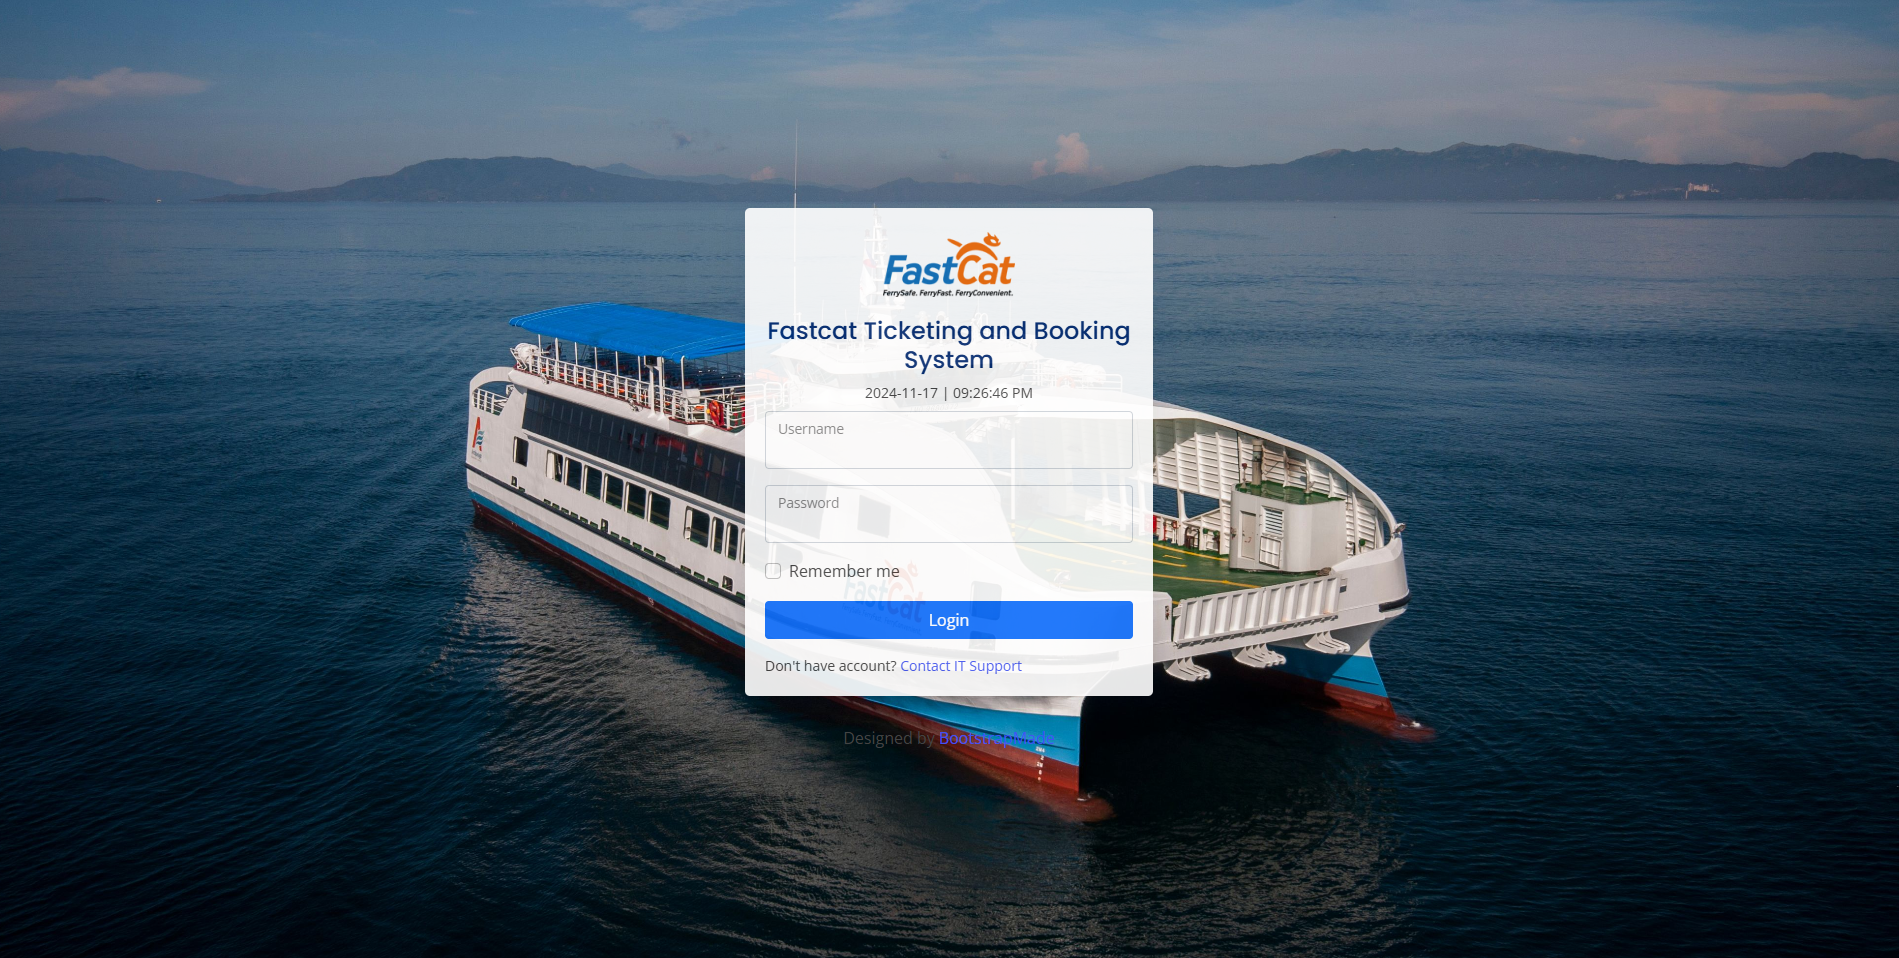 FastCat
FerrySafe. FerryFast. FerryConvenient.
Fastcat Ticketing and Booking
System
2024-11-17 | 09:26:46 PM
Username
Password
Remember me
FastCat
Login
Don't have account? Contact IT Support
Designed by BootstrapMade